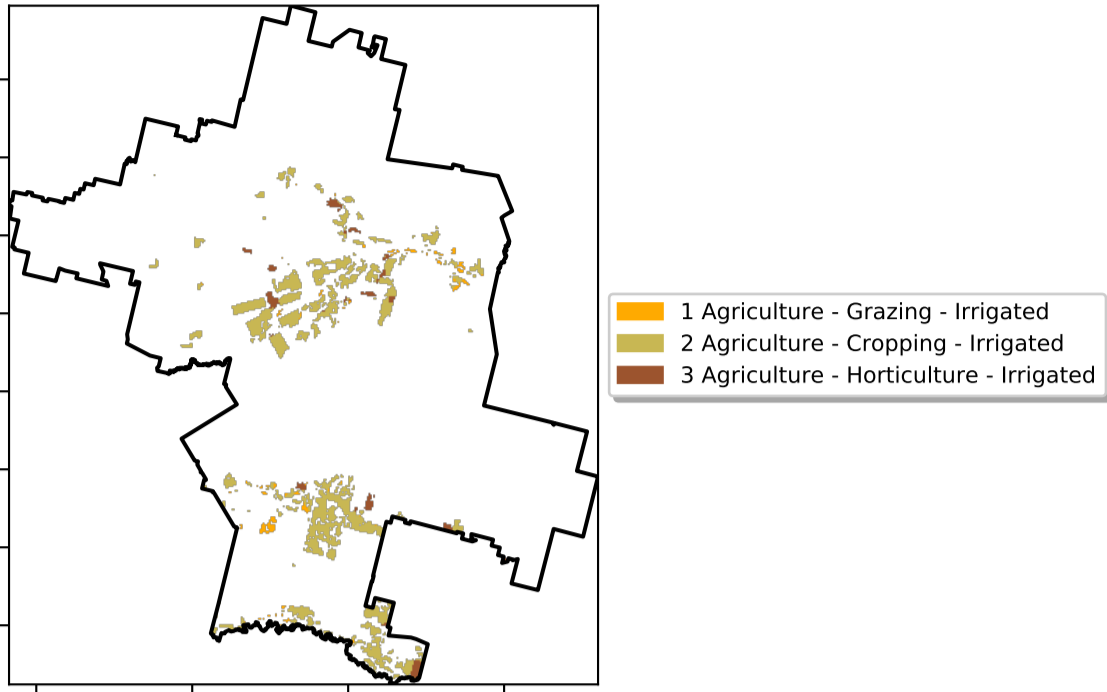 1 Agriculture - Grazing - Irrigated
2 Agriculture - Cropping - Irrigated
3 Agriculture - Horticulture - Irrigated